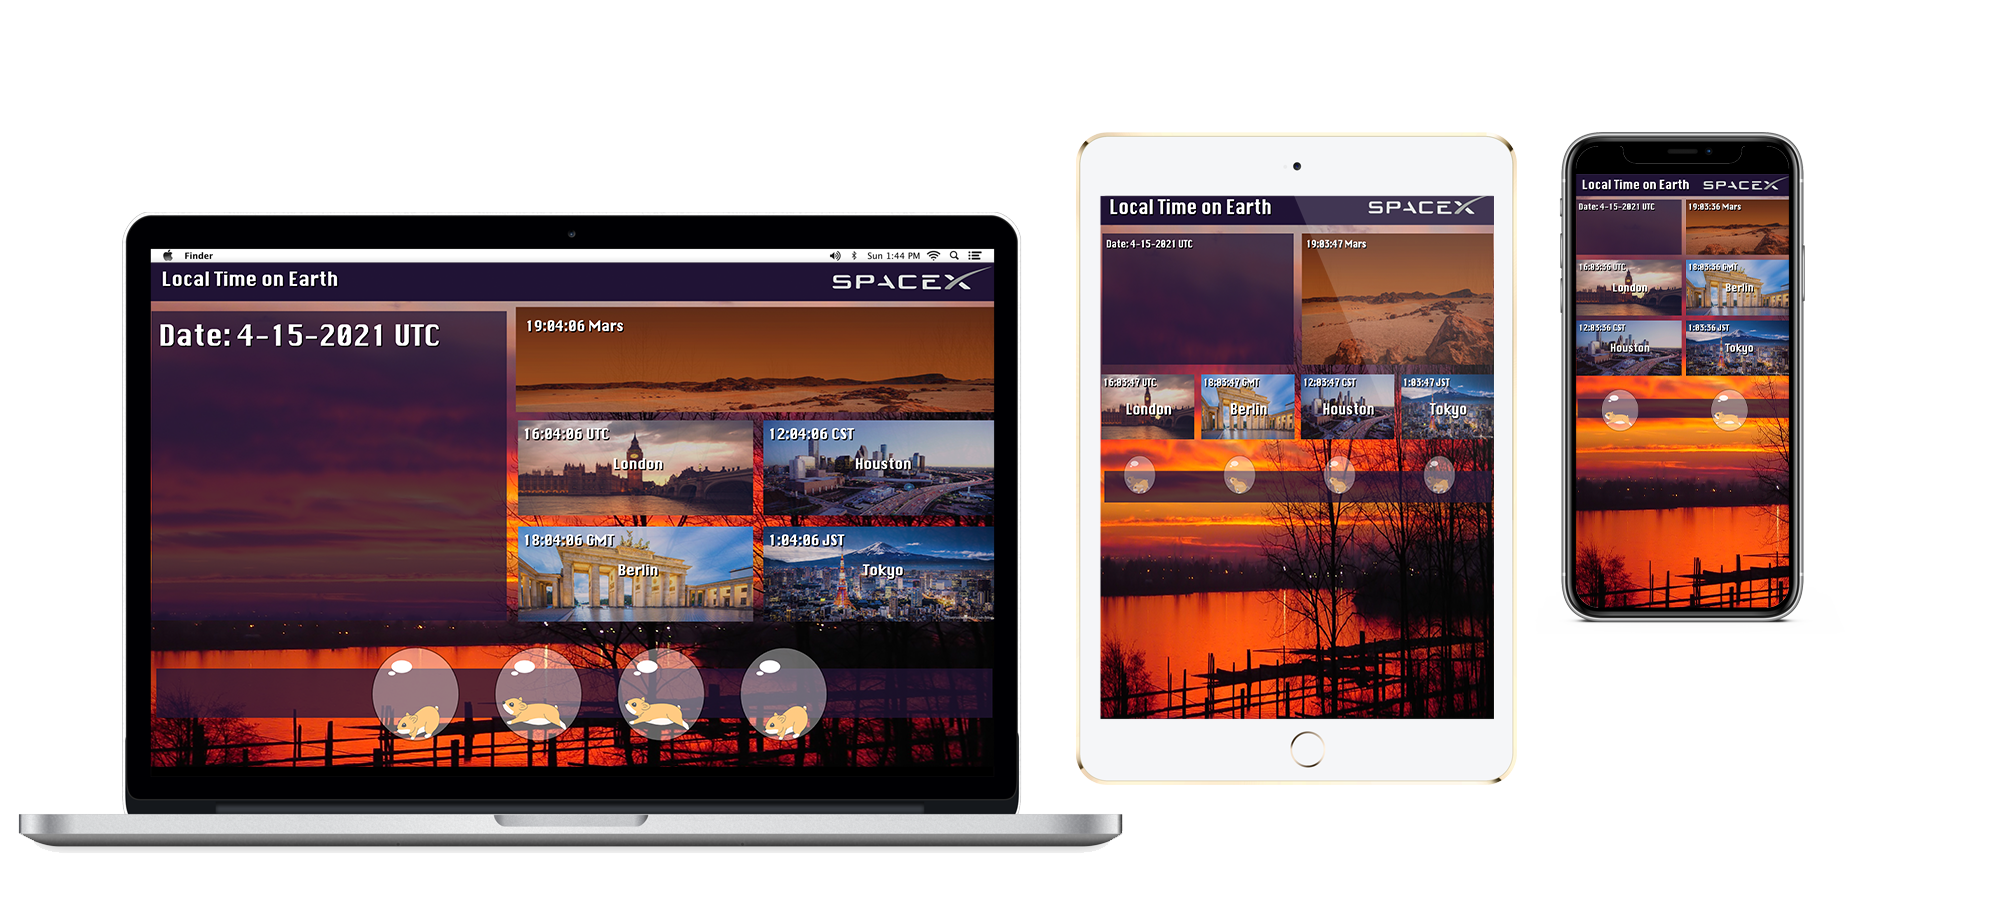 Finder
Sun 1:44 PM
Local Time on Earth
SPACEX
Date: 4-15-2021 UTC
19:04:06 Mars
16:04:06 UTC
London
12:04:06 CST
Houston
18:04:06 GMT
Berlin
1:04:06 JST
Tokyo
Local Time on Earth
SPACEX
Date: 4-15-2021 UTC
19:03:47 Mars
16:03:47 UTC
London
18:03:47 GMT
Berlin
12:03:47 CST
Houston
1:03:47 JST
Tokyo
Local Time on Earth
SPACEX
Date: 4-15-2021 UTC
19:03:36 Mars
16:03:36 UTC
London
18:03:36 GMT
Berlin
12:03:36 CST
Houston
1:03:36 JST
Tokyo